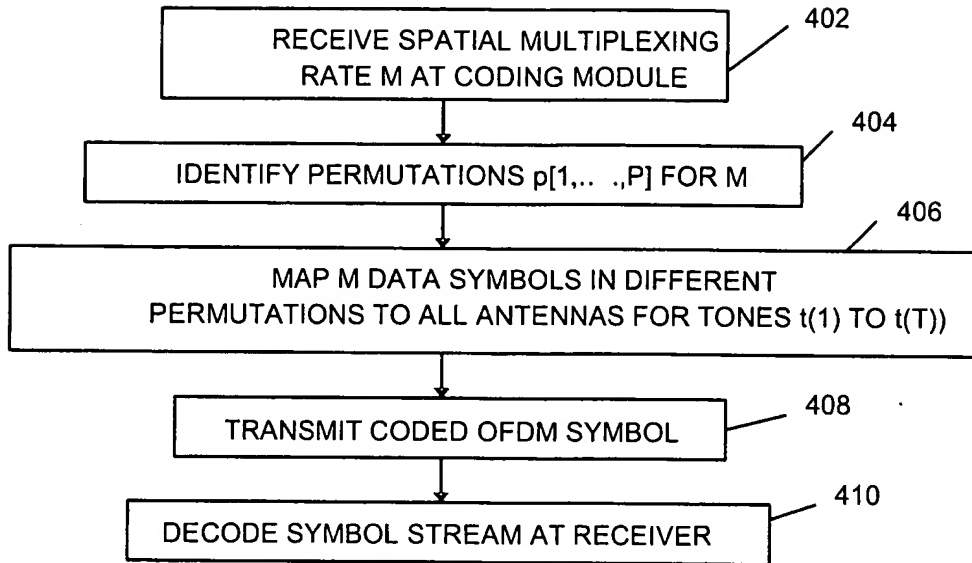 RECEIVE SPATIAL MULTIPLEXING
RATE M AT CODING MODULE
402
IDENTIFY PERMUTATIONS p[1,.. .,P] FOR M
404
MAP M DATA SYMBOLS IN DIFFERENT
PERMUTATIONS TO ALL ANTENNAS FOR TONES t(1) TO t(T))
406
TRANSMIT CODED OFDM SYMBOL
408
DECODE SYMBOL STREAM AT RECEIVER
410